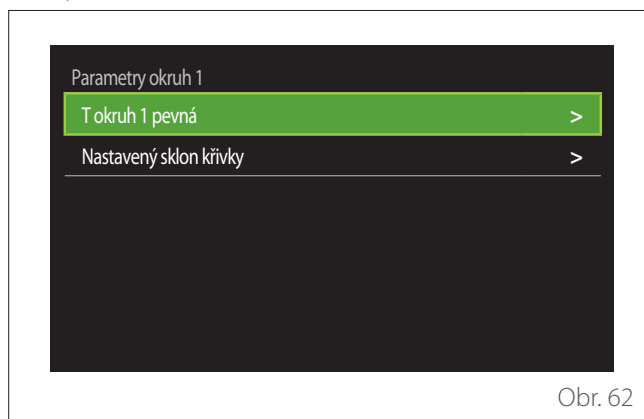 Parametry okruh 1
T okruh 1 pevná >
Nastavený sklon křivky >
Obr. 62